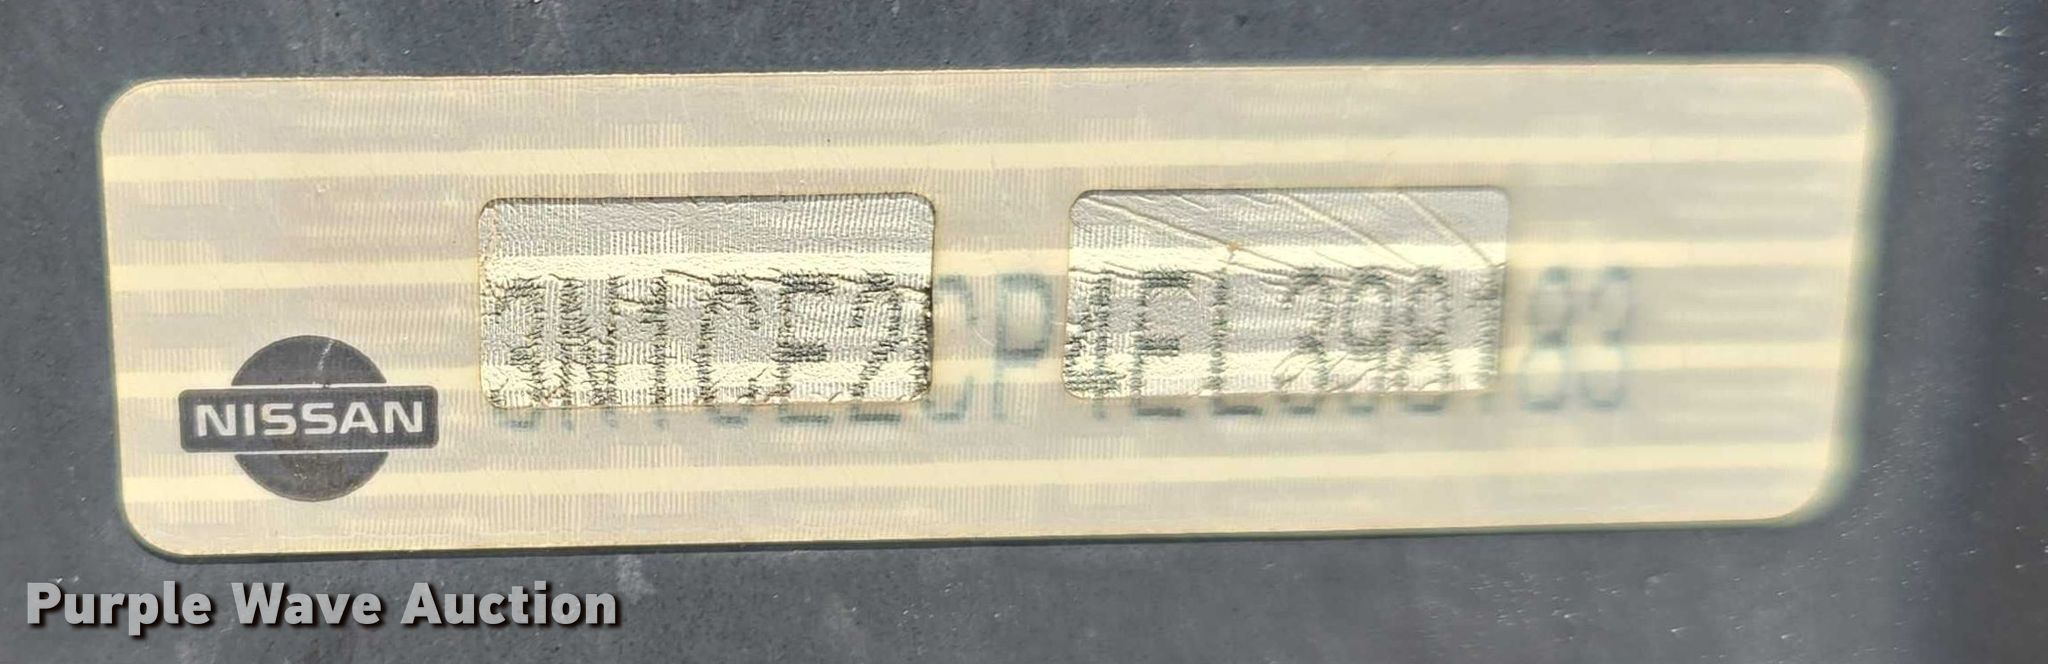 3N1CE2CP4EL398183
NISSAN
Purple Wave Auction